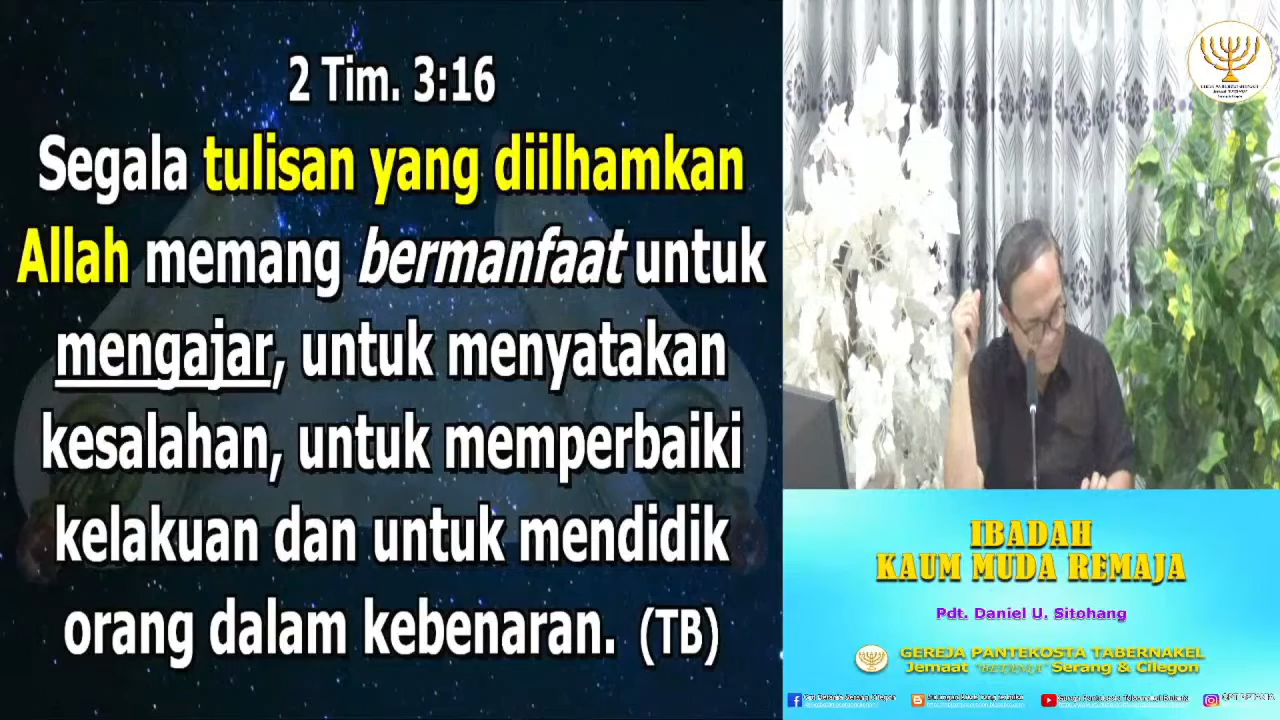 2 Tim. 3:16
Segala tulisan yang diilhamkan
Allah memang bermanfaat untuk
mengajar, untuk menyatakan
kesalahan, untuk memperbaiki
kelakuan dan untuk mendidik
orang dalam kebenaran. (TB)
IBADAH
KAUM MUDA REMAJA
Pdt. Daniel U. Sitohang
GEREJA PANTEKOSTA TABERNAKEL
Jemaat "BETANIA" Serang & Cilegon